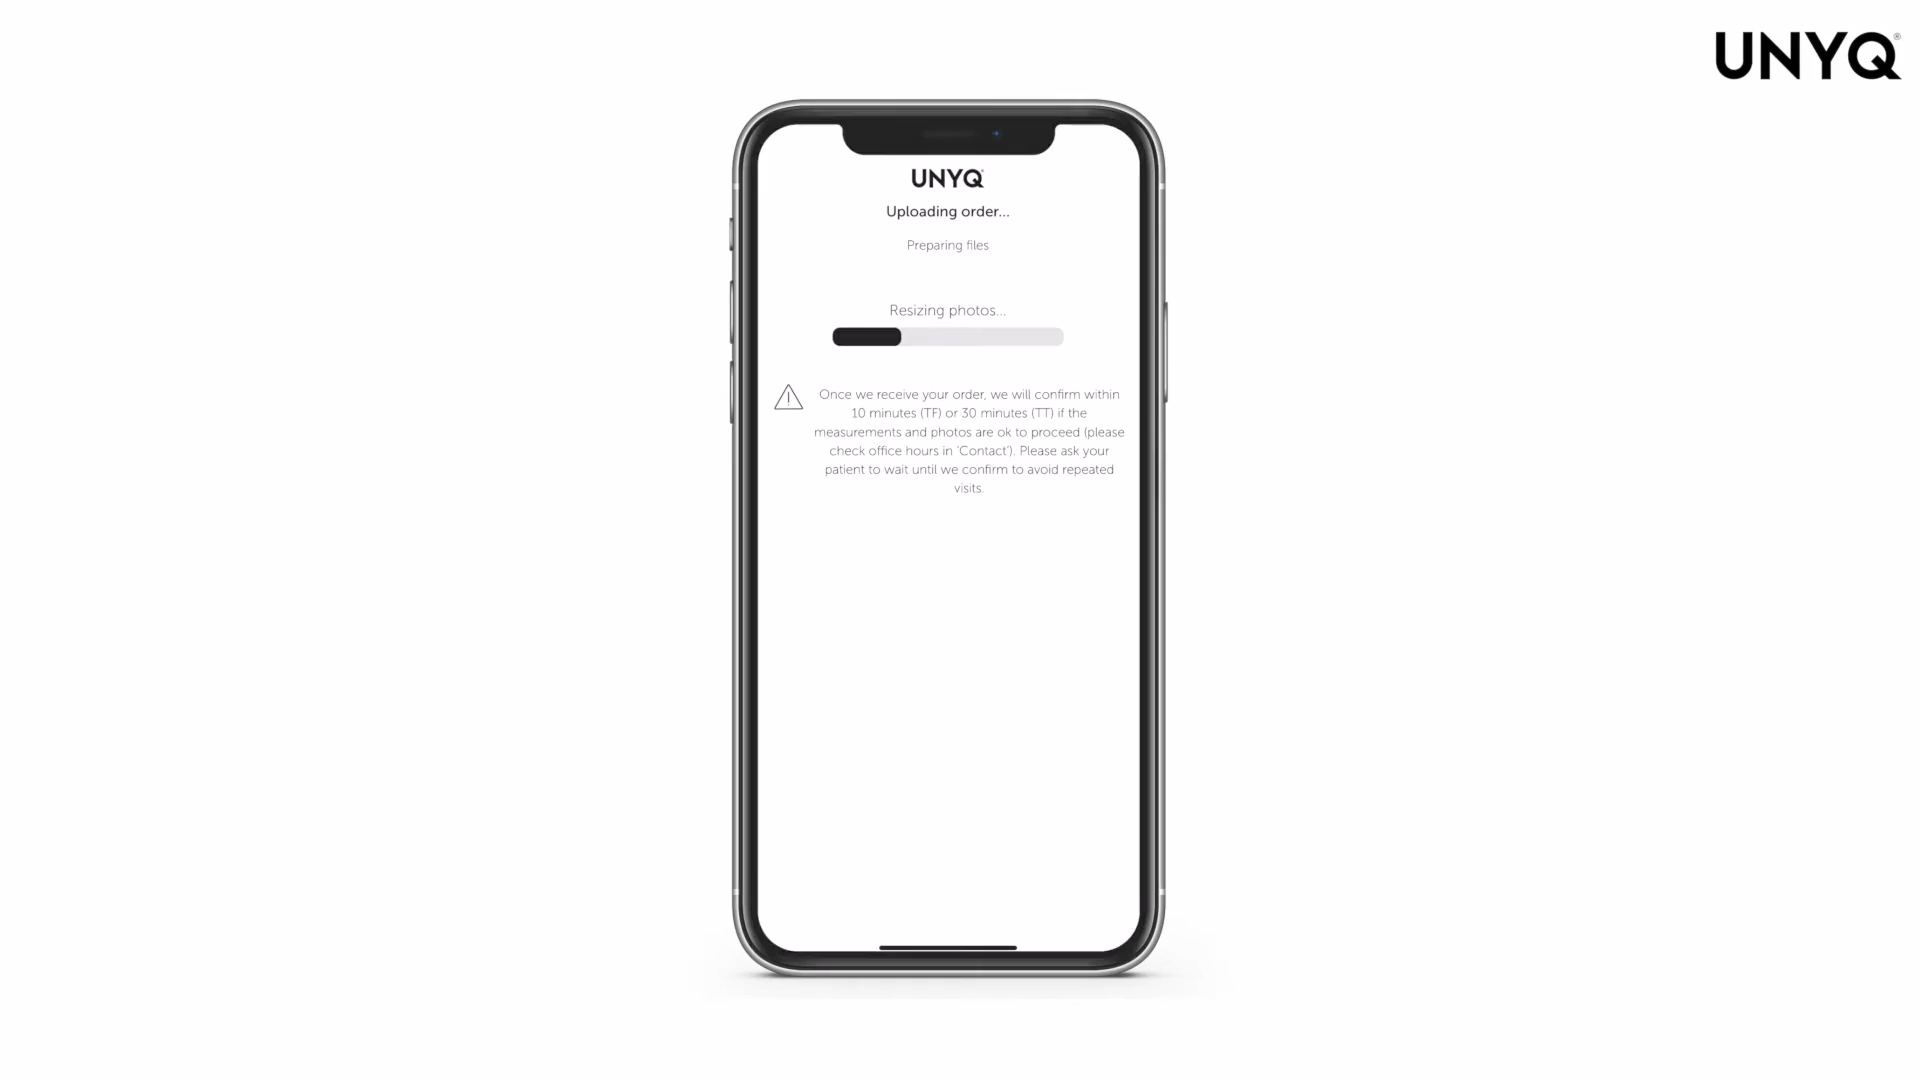 UNYQ®
UNYQ
Uploading order...
Preparing files
Resizing photos...
Once we receive your order, we will confirm within
10 minutes (TF) or 30 minutes (TT) if the
measurements and photos are ok to proceed (please
check office hours in 'Contact'). Please ask your
patient to wait until we confirm to avoid repeated
visits.